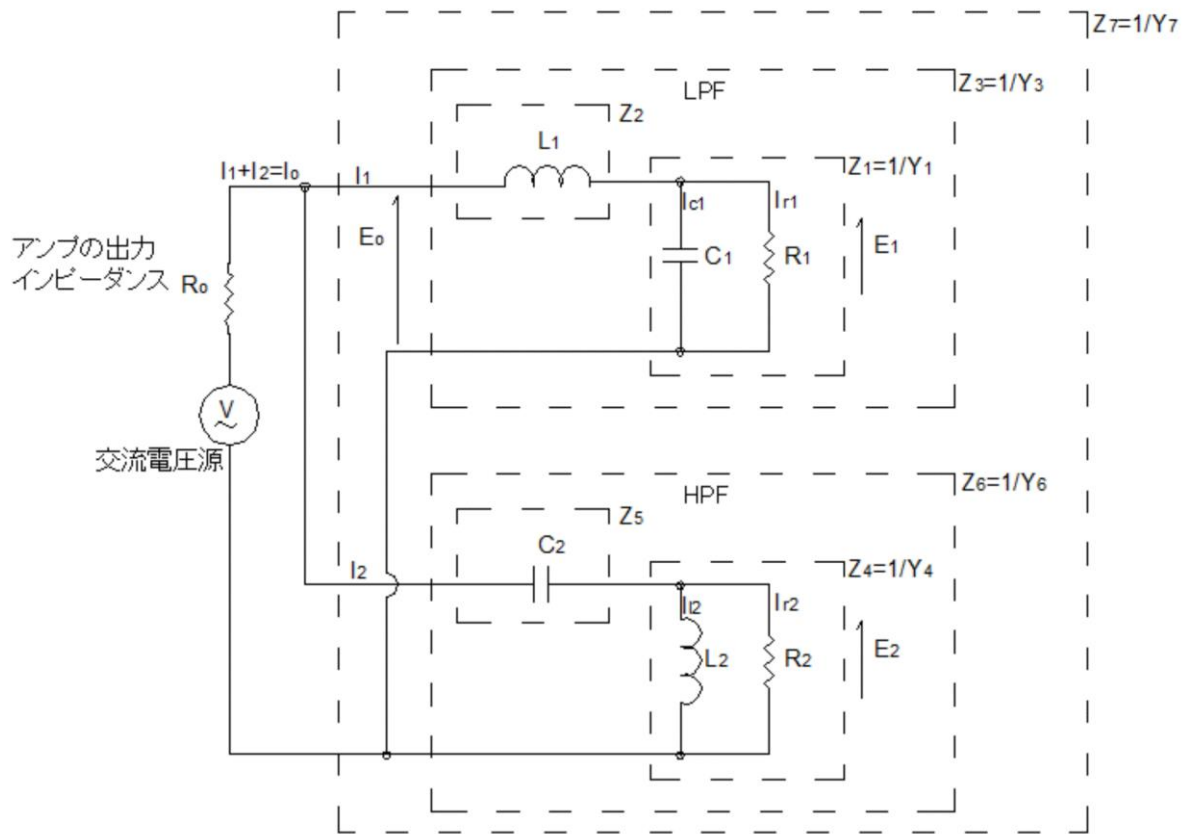 Z7=1/Y7
Z3=1/Y3
LPF
Z2
L1
Z1=1/Y1
I1+I2=Io
I1
Ic1
Ir1
Eo
アンプの出力
インピーダンス
Ro
C1
R1
E1
V
~
交流電圧源
Z6=1/Y6
HPF
Z5
C2
Z4=1/Y4
I2
Il2
Ir2
L2
R2
E2